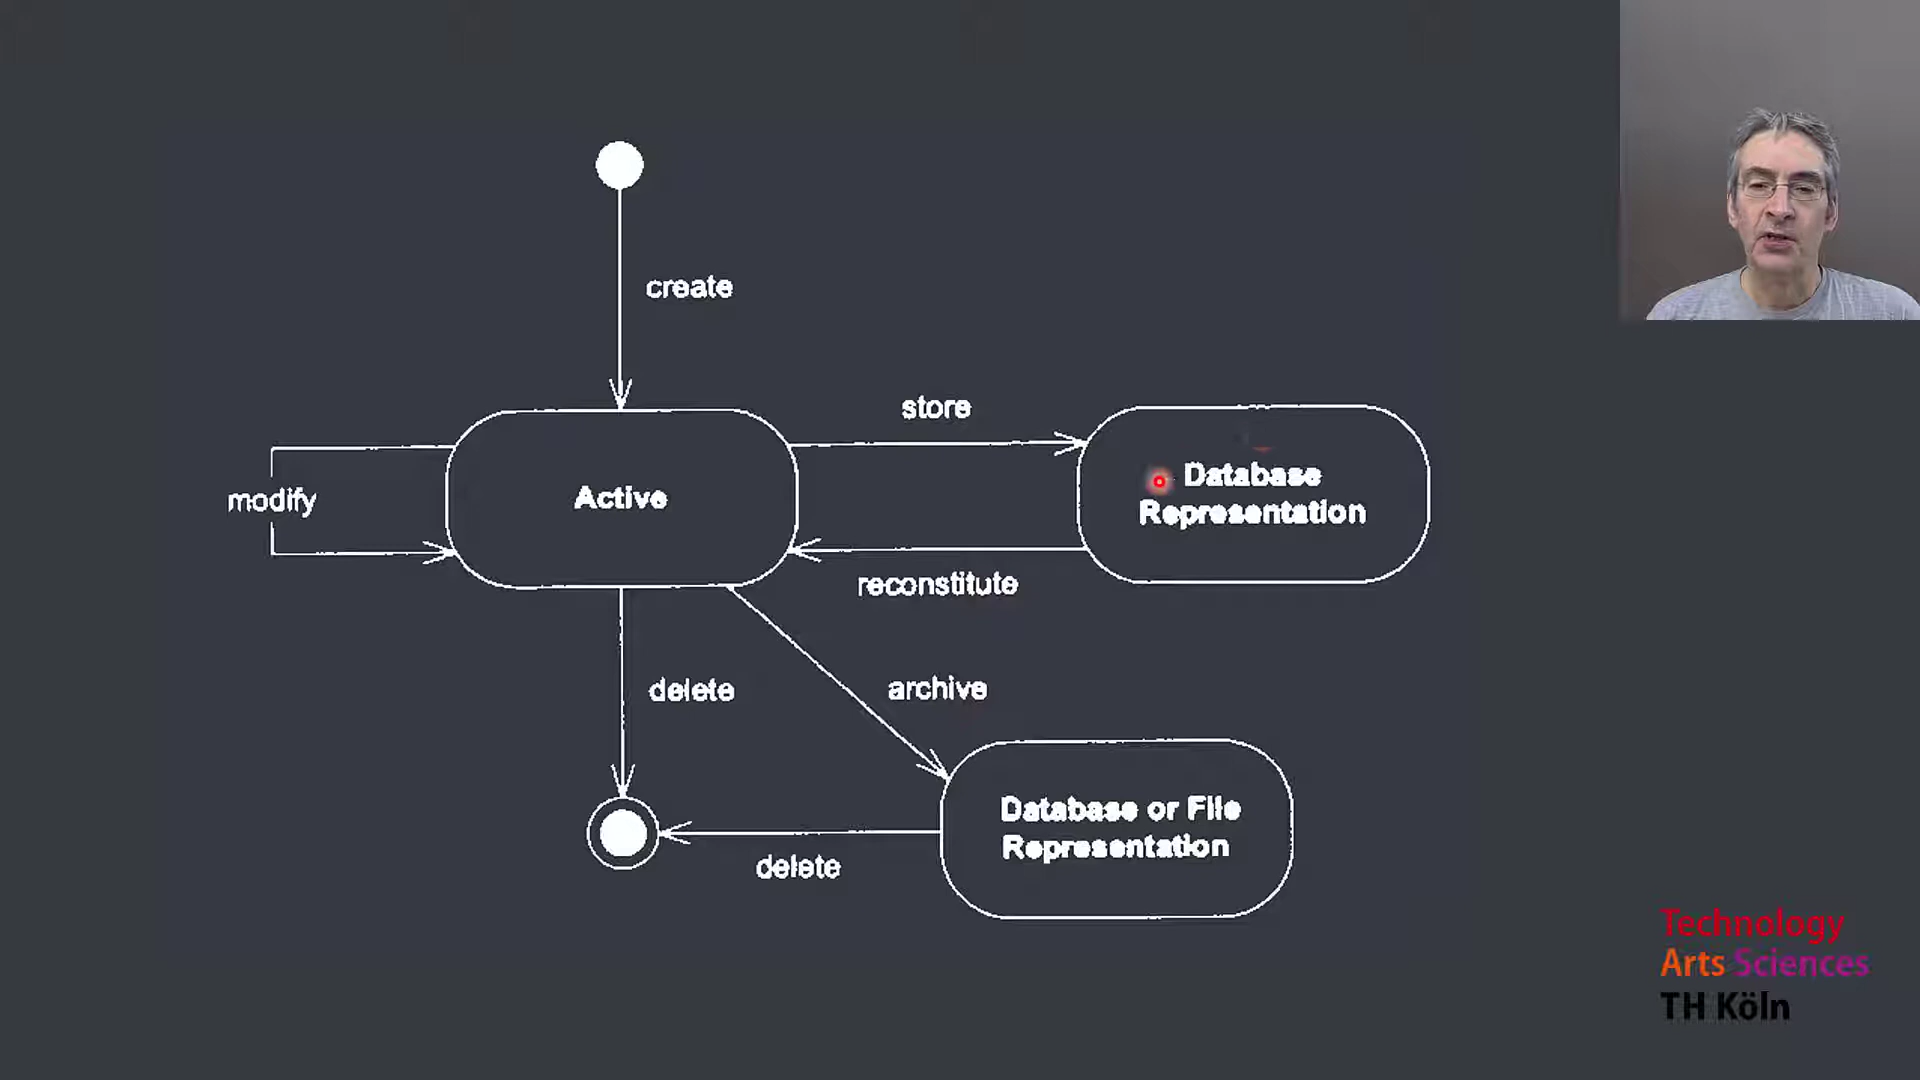 create
store
modify
Active
Database
Representation
reconstitute
delete
archive
Database or File
Representation
delete
Technology
Arts Sciences
TH Köln